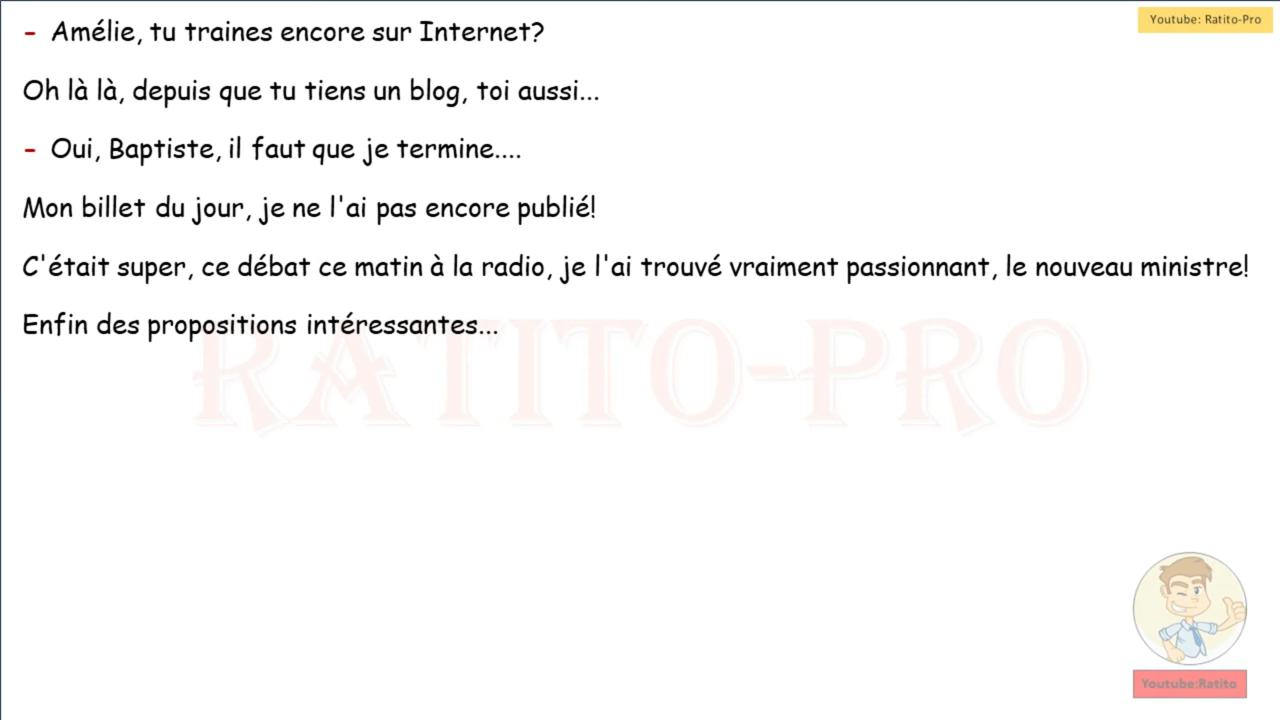 Youtube: Ratito-Pro
- Amélie, tu traines encore sur Internet?
Oh là là, depuis que tu tiens un blog, toi aussi...
- Oui, Baptiste, il faut que je termine....
Mon billet du jour, je ne l'ai pas encore publié!
C'était super, ce débat ce matin à la radio, je l'ai trouvé vraiment passionnant, le nouveau ministre!
Enfin des propositions intéressantes...
RATITO-PRO
Youtube:Ratito